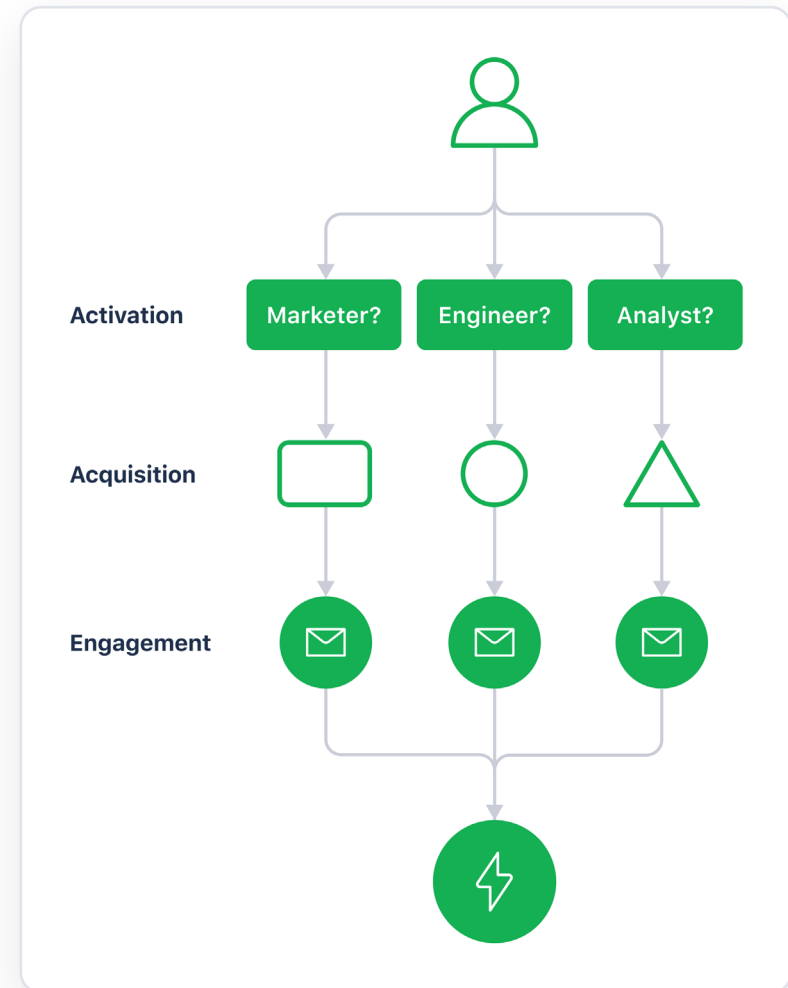 Activation
Marketer?
Engineer?
Analyst?
Acquisition
Engagement